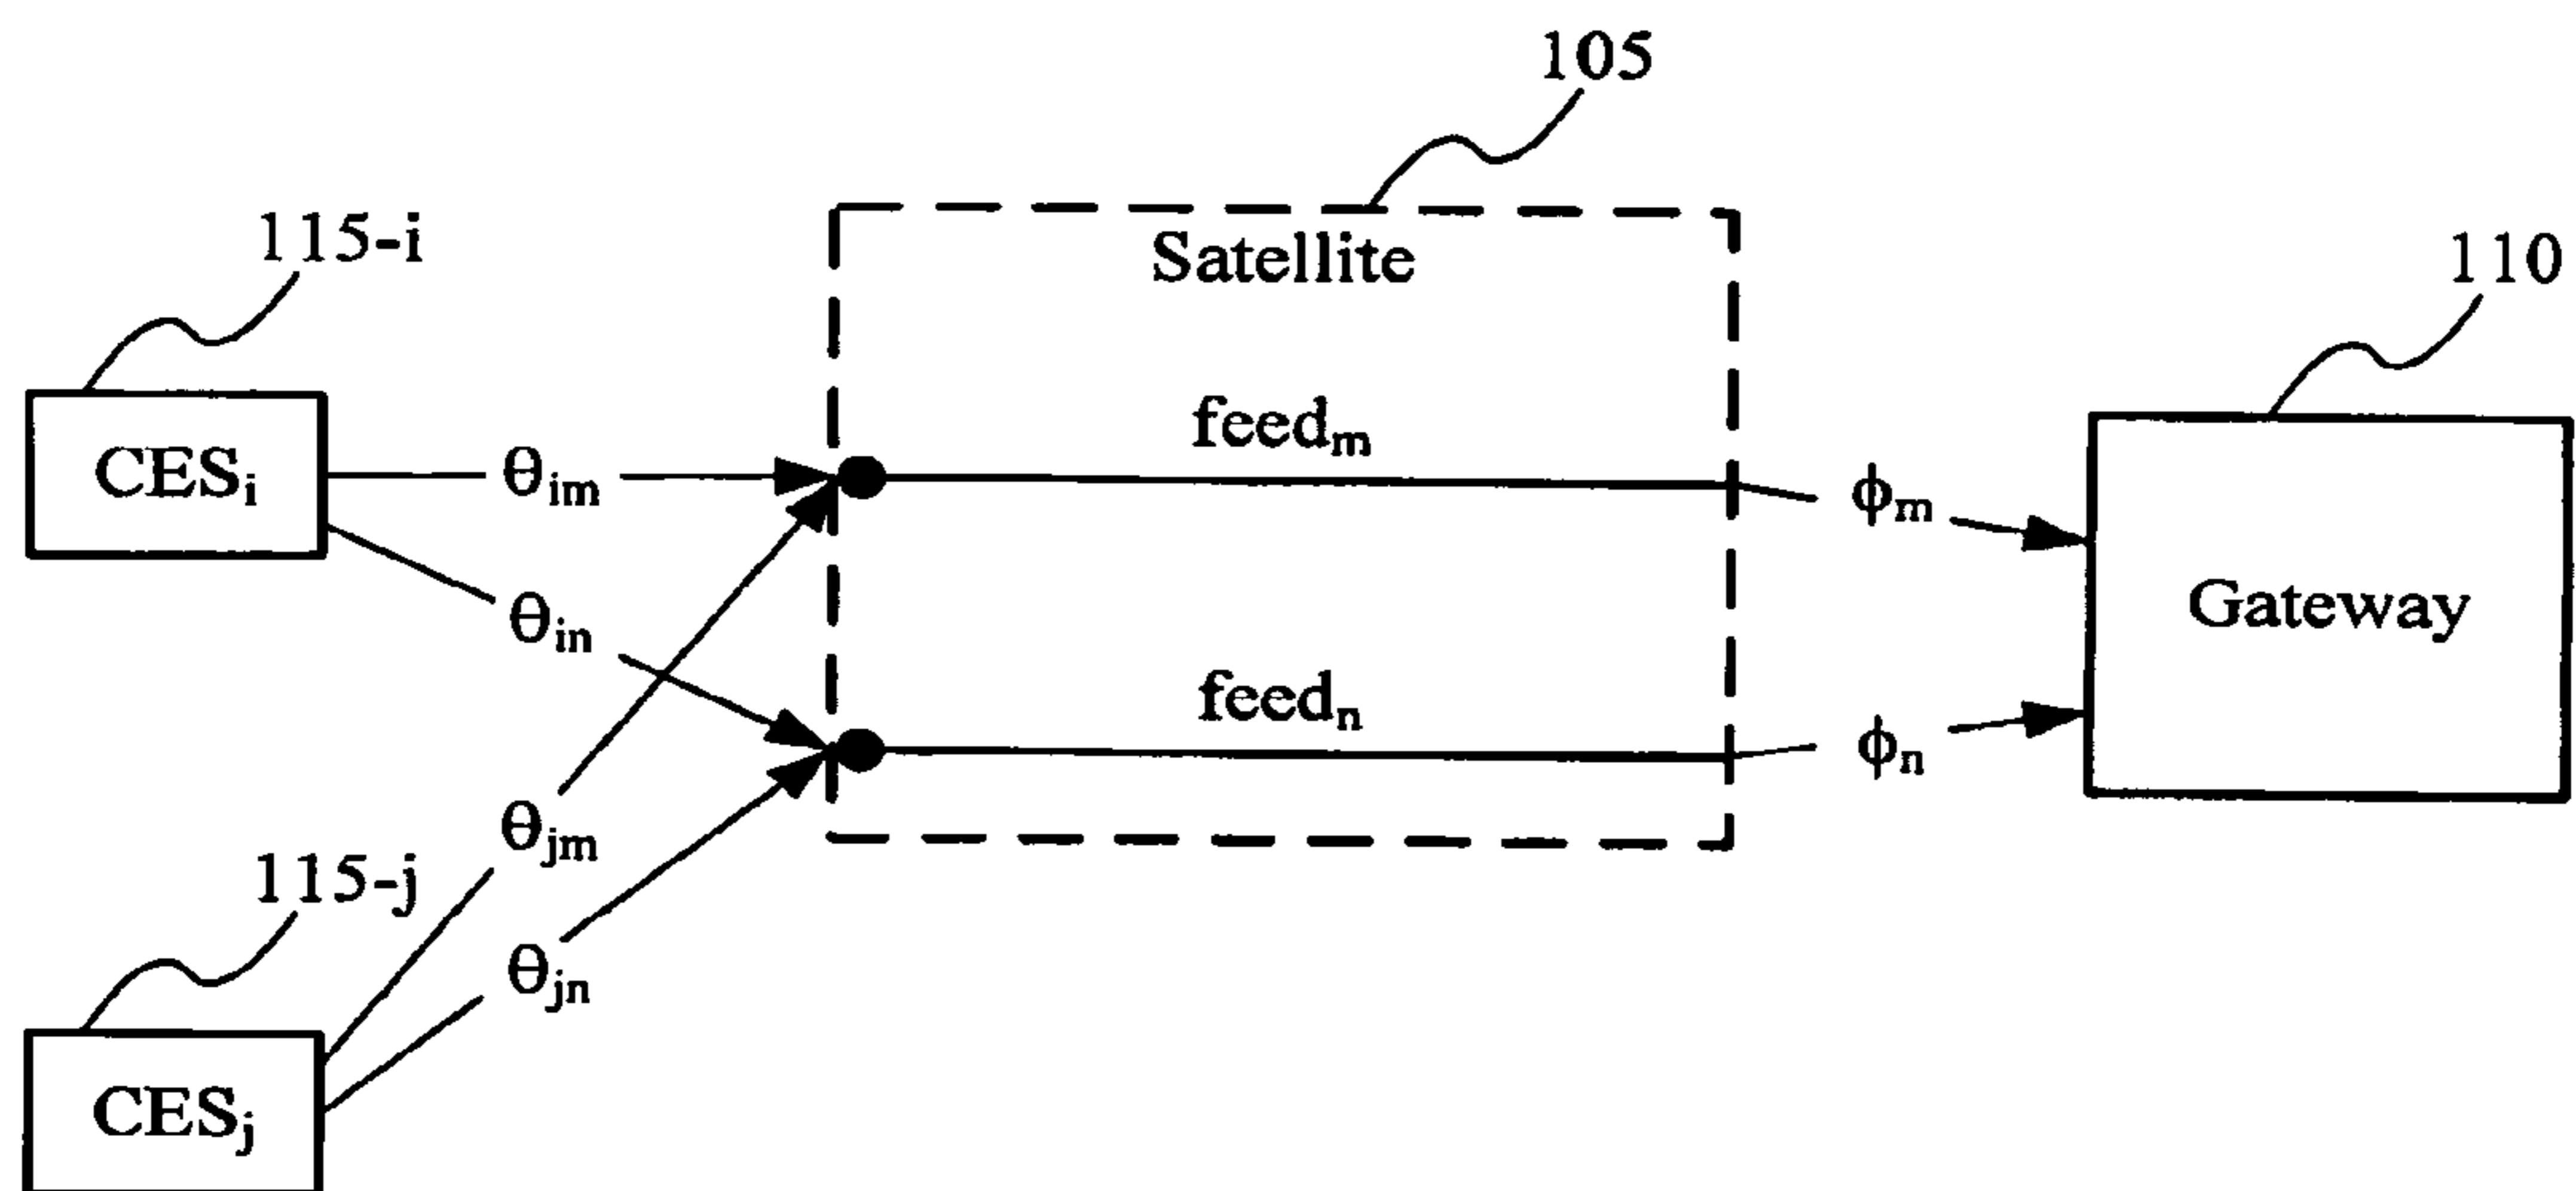 105
115-i
Satellite
110
feedₘ
CESᵢ
θᵢₘ
ϕₘ
θᵢₙ
Gateway
feedₙ
ϕₙ
θⱼₘ
115-j
θⱼₙ
CESⱼ